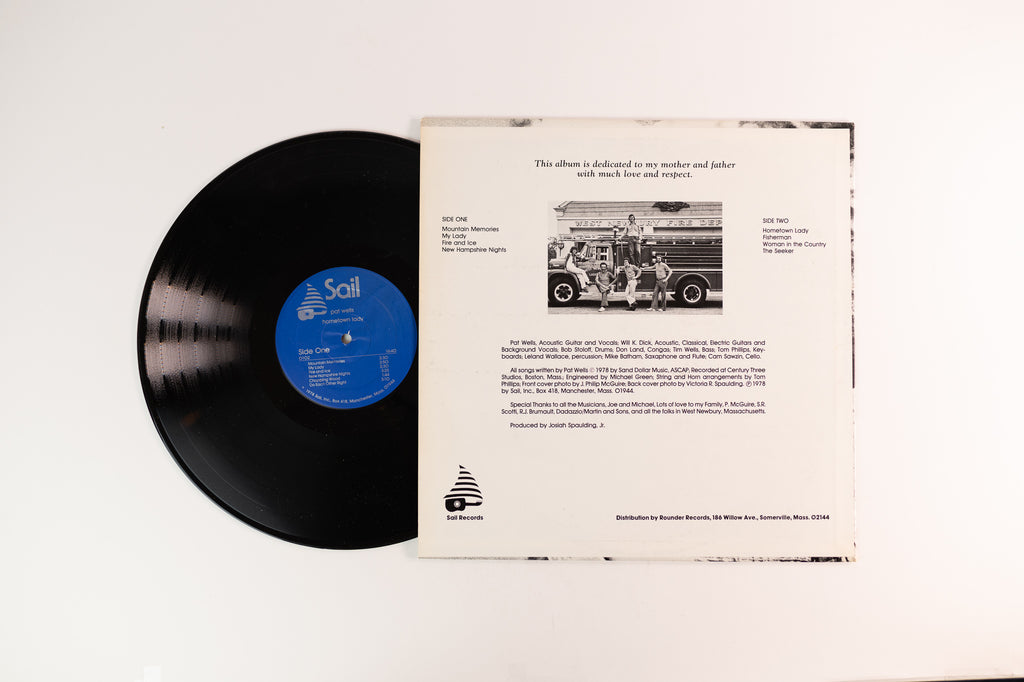 Sail
pat wells
hometown lady
Side One
Mountain Memories
My Lady
Fire and Ice
New Hampshire Nights
1978 Sail, Inc., Box 418, Manchester, Mass. 01944
This album is dedicated to my mother and father
with much love and respect.
SIDE ONE
Mountain Memories
My Lady
Fire and Ice
New Hampshire Nights
WEST NEWBURY FIRE DEP
SIDE TWO
Hometown Lady
Fisherman
Woman in the Country
The Seeker
Pat Wells, Acoustic Guitar and Vocals; Will K. Dick, Acoustic, Classical, Electric Guitars and
Background Vocals; Bob Stoloff, Drums; Don Land, Congas; Tim Wells, Bass; Tom Phillips, Key-
boards; Leland Wallace, percussion; Mike Batham, Saxaphone and Flute; Cam Sawzin, Cello.
All songs written by Pat Wells © 1978 by Sand Dollar Music, ASCAP, Recorded at Century Three
Studios, Boston, Mass.; Engineered by Michael Green; String and Horn arrangements by Tom
Phillips; Front cover photo by J. Philip McGuire; Back cover photo by Victoria R. Spaulding. ℗ 1978
by Sail, Inc., Box 418, Manchester, Mass. 01944.
Special Thanks to all the Musicians, Joe and Michael, Lots of love to my Family, P. McGuire, S.R.
Scotti, R.J. Brumault, Dadazzio/Martin and Sons, and all the folks in West Newbury, Massachusetts.
Produced by Josiah Spaulding, Jr.
Sail Records
Distribution by Rounder Records, 186 Willow Ave., Somerville, Mass. 02144